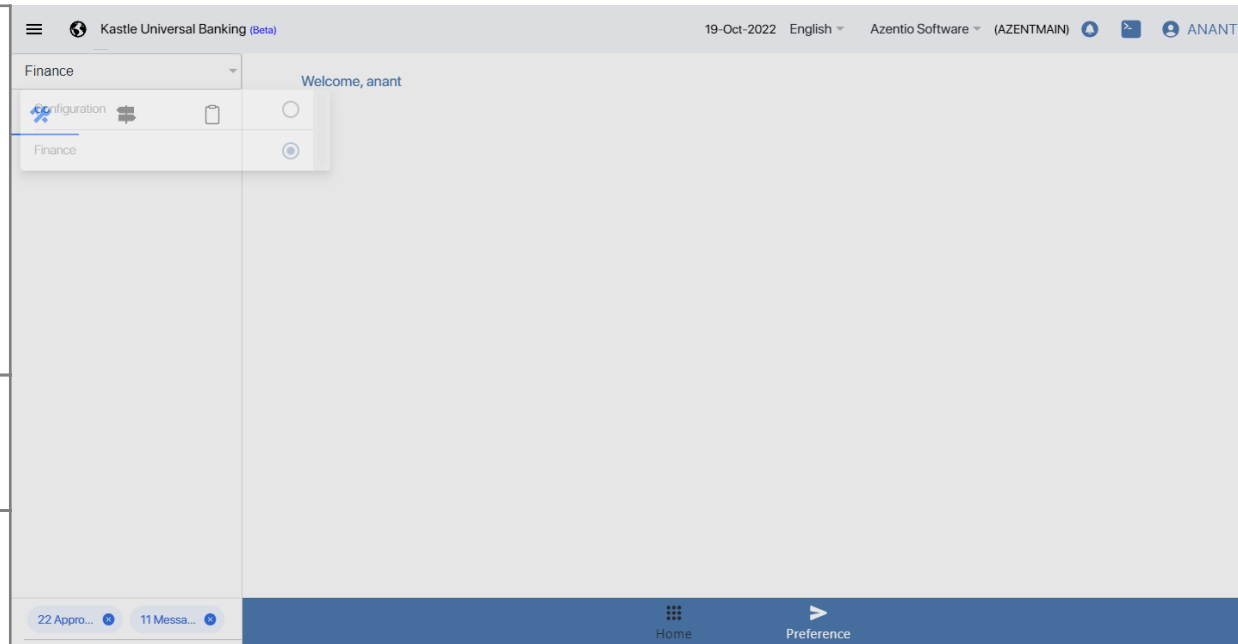 Kastle Universal Banking (Beta) 19-Oct-2022 English Azentio Software (AZENTMAIN) ANANT
Finance
Welcome, anant
Configuration
Finance
22 Appro... 11 Messa...
Home Preference